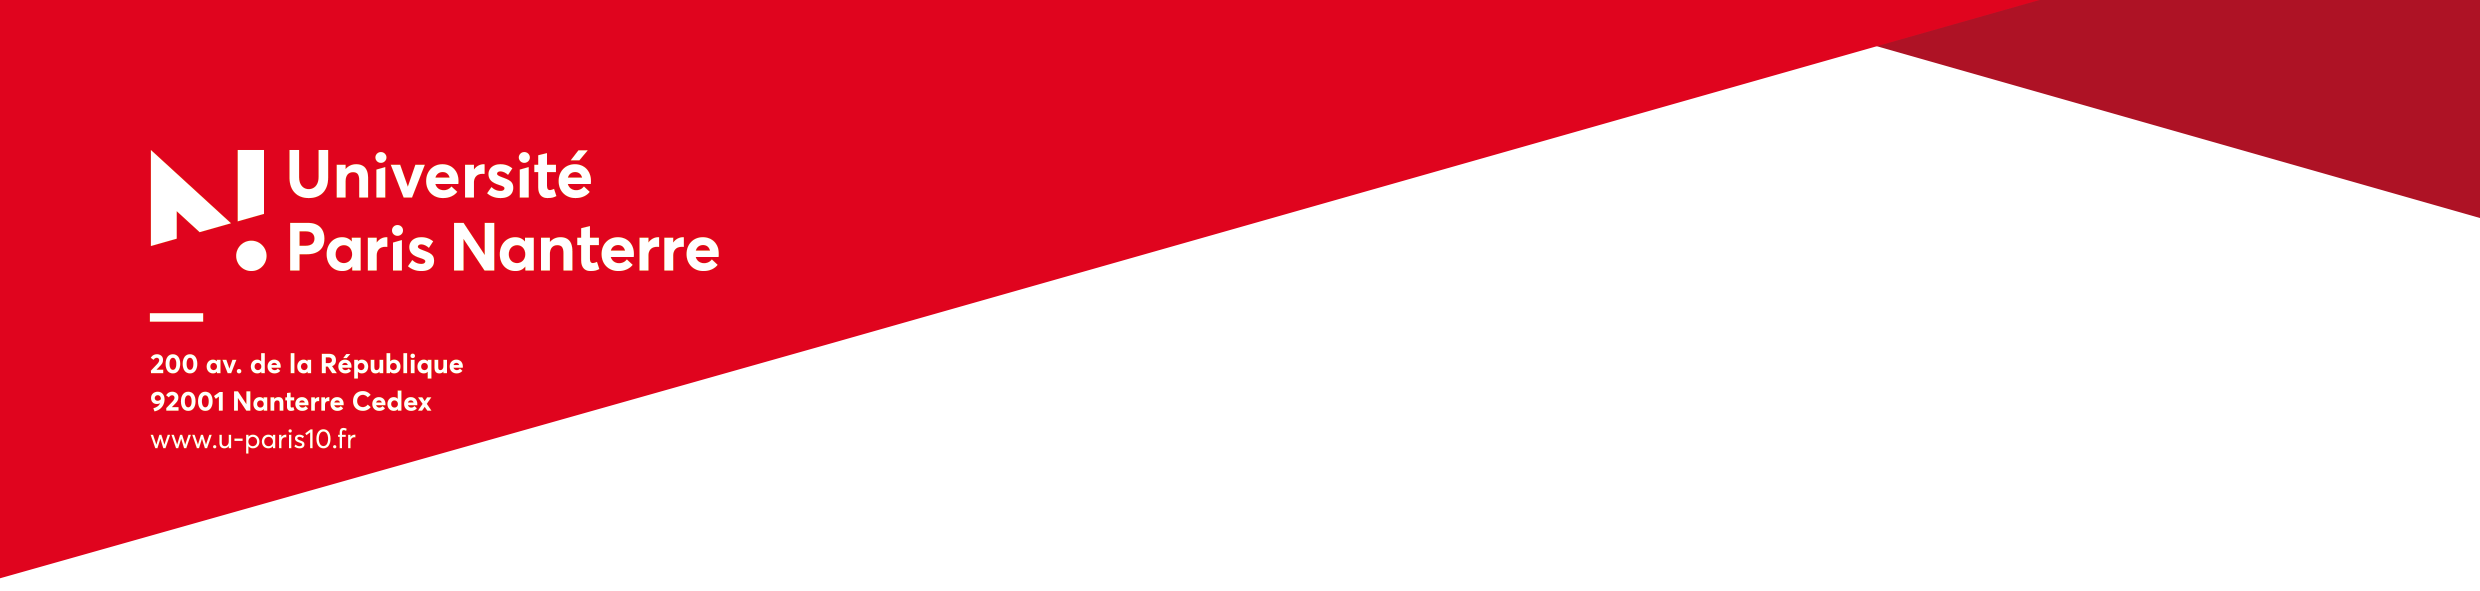 Université
Paris Nanterre
200 av. de la République
92001 Nanterre Cedex
www.u-paris10.fr